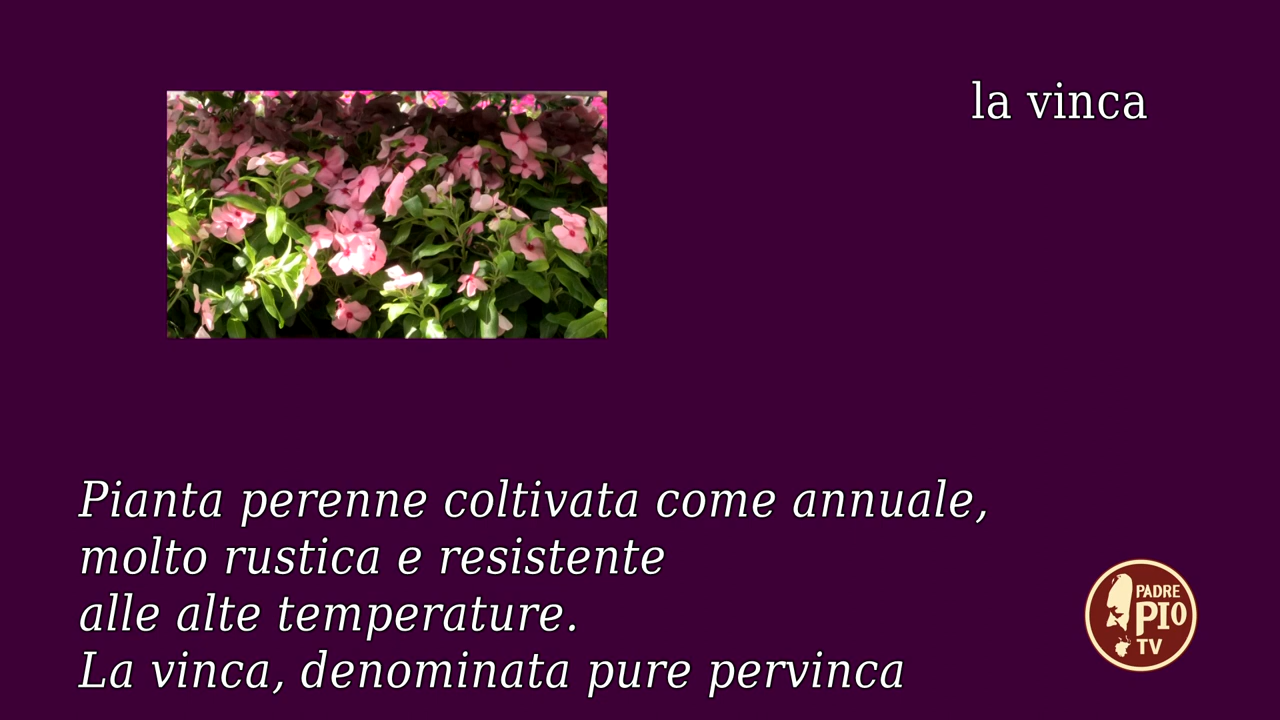 la vinca
Pianta perenne coltivata come annuale,
molto rustica e resistente
alle alte temperature.
La vinca, denominata pure pervinca
PADRE
PIO
TV